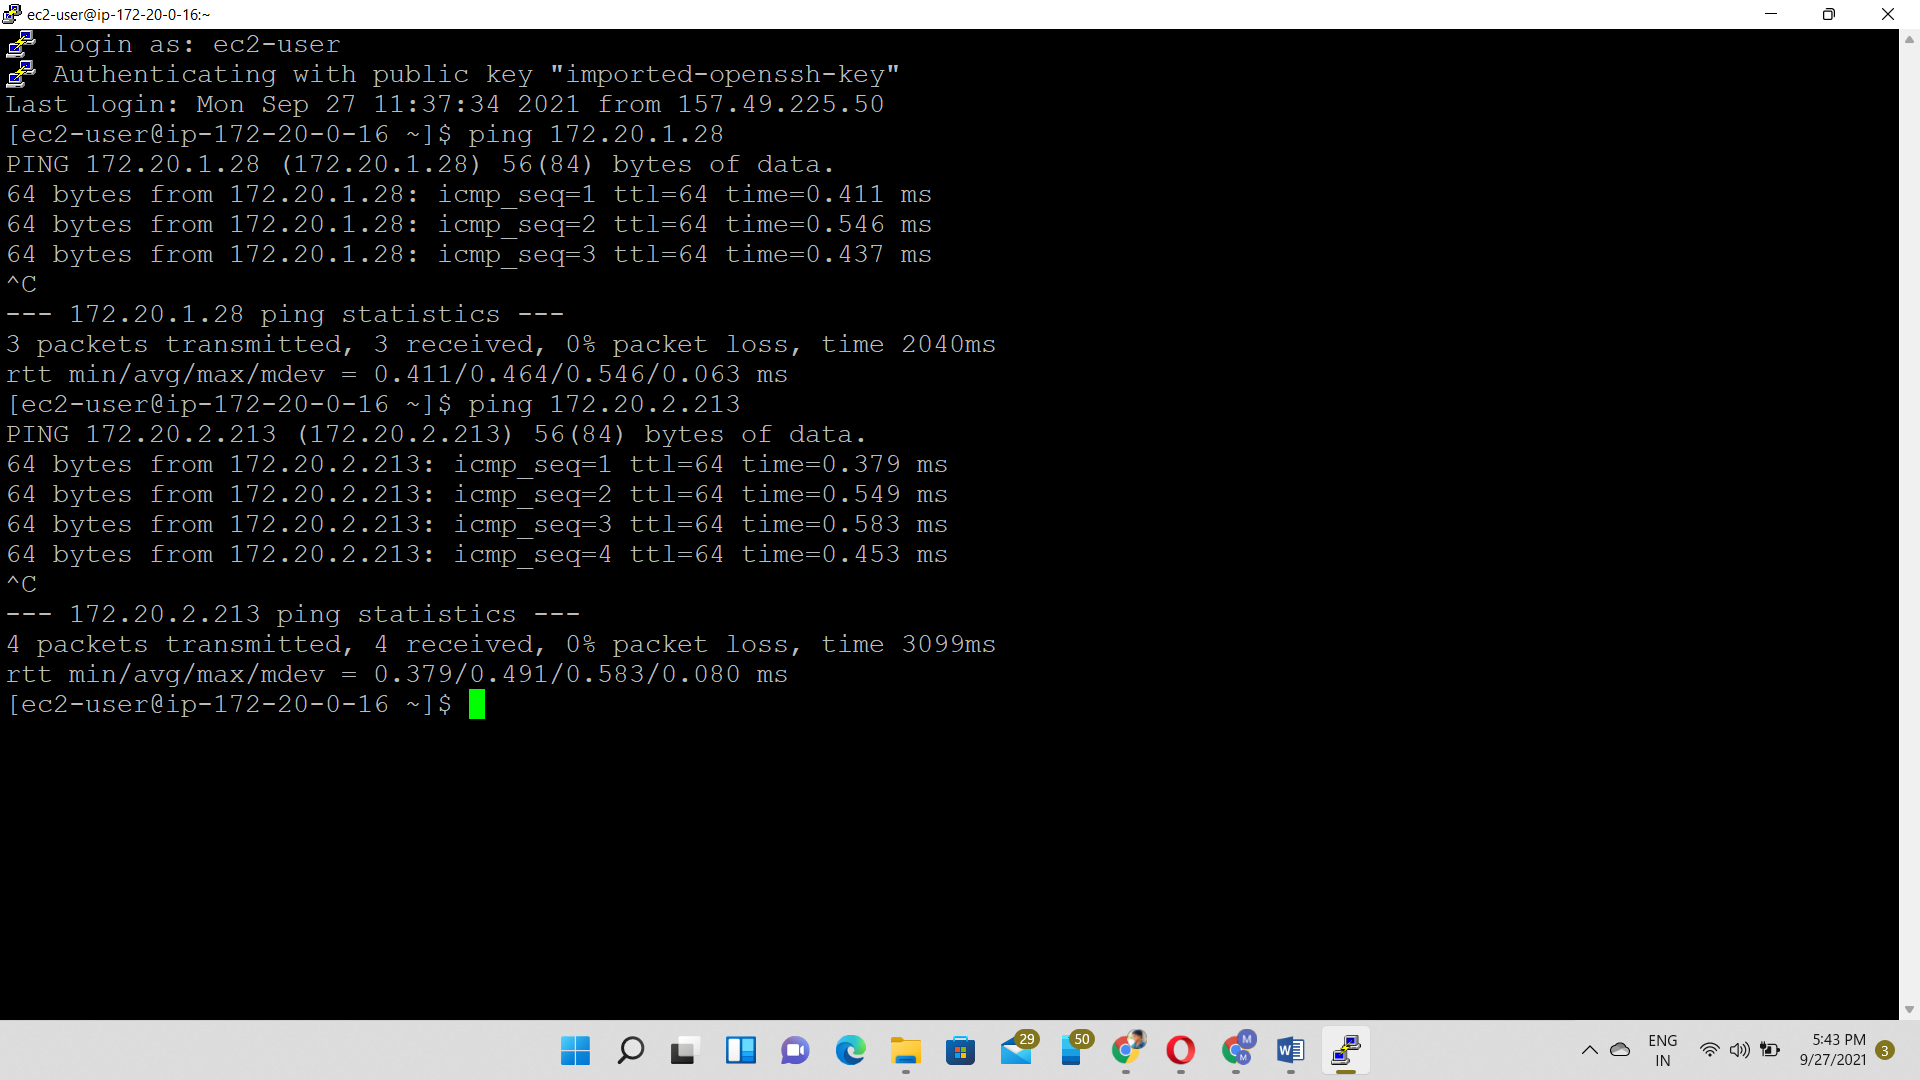 ec2-user@ip-172-20-0-16:~
login as: ec2-user
Authenticating with public key "imported-openssh-key"
Last login: Mon Sep 27 11:37:34 2021 from 157.49.225.50
[ec2-user@ip-172-20-0-16 ~]$ ping 172.20.1.28
PING 172.20.1.28 (172.20.1.28) 56(84) bytes of data.
64 bytes from 172.20.1.28: icmp_seq=1 ttl=64 time=0.411 ms
64 bytes from 172.20.1.28: icmp_seq=2 ttl=64 time=0.546 ms
64 bytes from 172.20.1.28: icmp_seq=3 ttl=64 time=0.437 ms
^C
--- 172.20.1.28 ping statistics ---
3 packets transmitted, 3 received, 0% packet loss, time 2040ms
rtt min/avg/max/mdev = 0.411/0.464/0.546/0.063 ms
[ec2-user@ip-172-20-0-16 ~]$ ping 172.20.2.213
PING 172.20.2.213 (172.20.2.213) 56(84) bytes of data.
64 bytes from 172.20.2.213: icmp_seq=1 ttl=64 time=0.379 ms
64 bytes from 172.20.2.213: icmp_seq=2 ttl=64 time=0.549 ms
64 bytes from 172.20.2.213: icmp_seq=3 ttl=64 time=0.583 ms
64 bytes from 172.20.2.213: icmp_seq=4 ttl=64 time=0.453 ms
^C
--- 172.20.2.213 ping statistics ---
4 packets transmitted, 4 received, 0% packet loss, time 3099ms
rtt min/avg/max/mdev = 0.379/0.491/0.583/0.080 ms
[ec2-user@ip-172-20-0-16 ~]$
29
50
M
M
W
ENG
IN
5:43 PM
9/27/2021
3